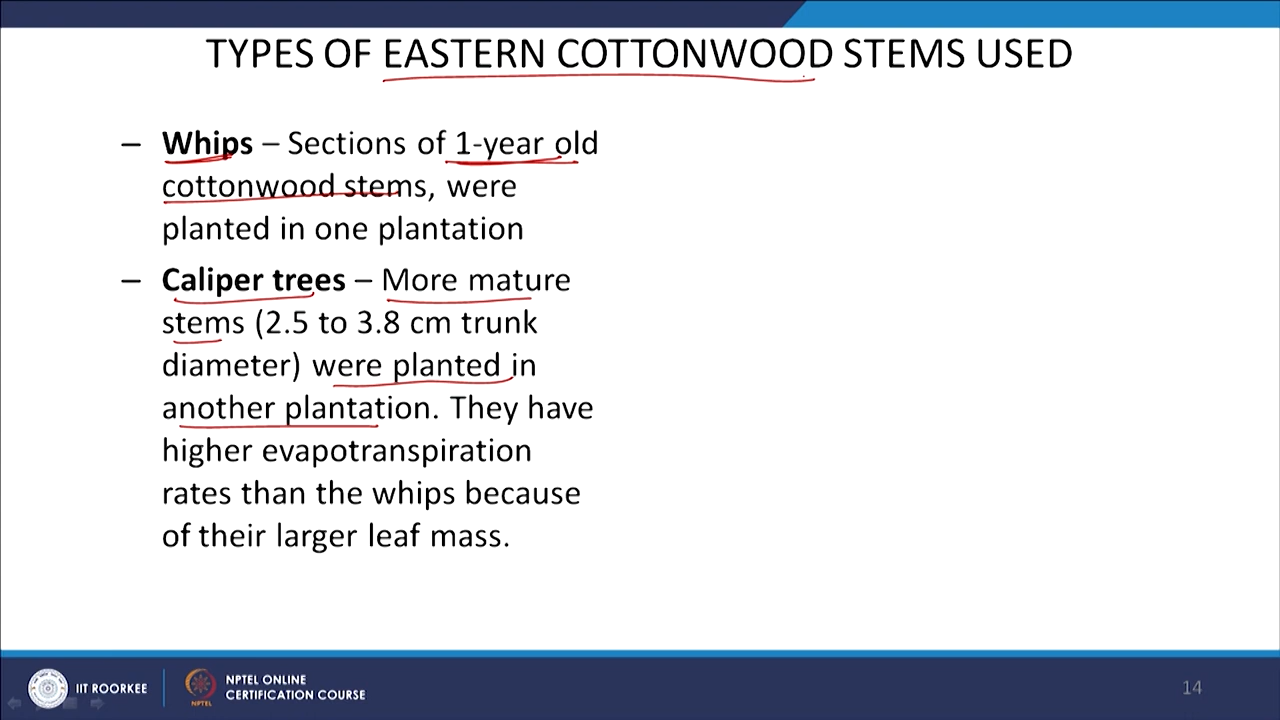 TYPES OF EASTERN COTTONWOOD STEMS USED
– Whips – Sections of 1-year old
cottonwood stems, were
planted in one plantation
– Caliper trees – More mature
stems (2.5 to 3.8 cm trunk
diameter) were planted in
another plantation. They have
higher evapotranspiration
rates than the whips because
of their larger leaf mass.
IIT ROORKEE
NPTEL
NPTEL ONLINE
CERTIFICATION COURSE
14